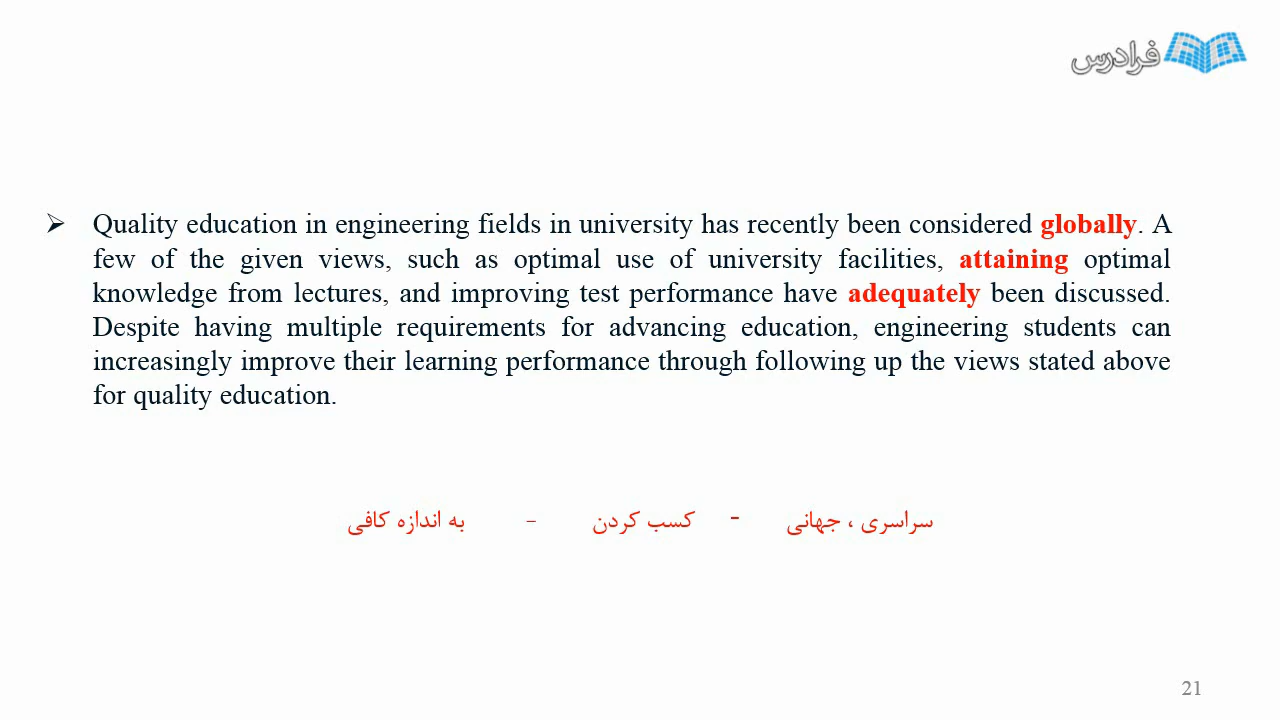 فرادرس
➢ Quality education in engineering fields in university has recently been considered globally. A
few of the given views, such as optimal use of university facilities, attaining optimal
knowledge from lectures, and improving test performance have adequately been discussed.
Despite having multiple requirements for advancing education, engineering students can
increasingly improve their learning performance through following up the views stated above
for quality education.
سراسری ، جهانی - کسب کردن - به اندازه کافی
21